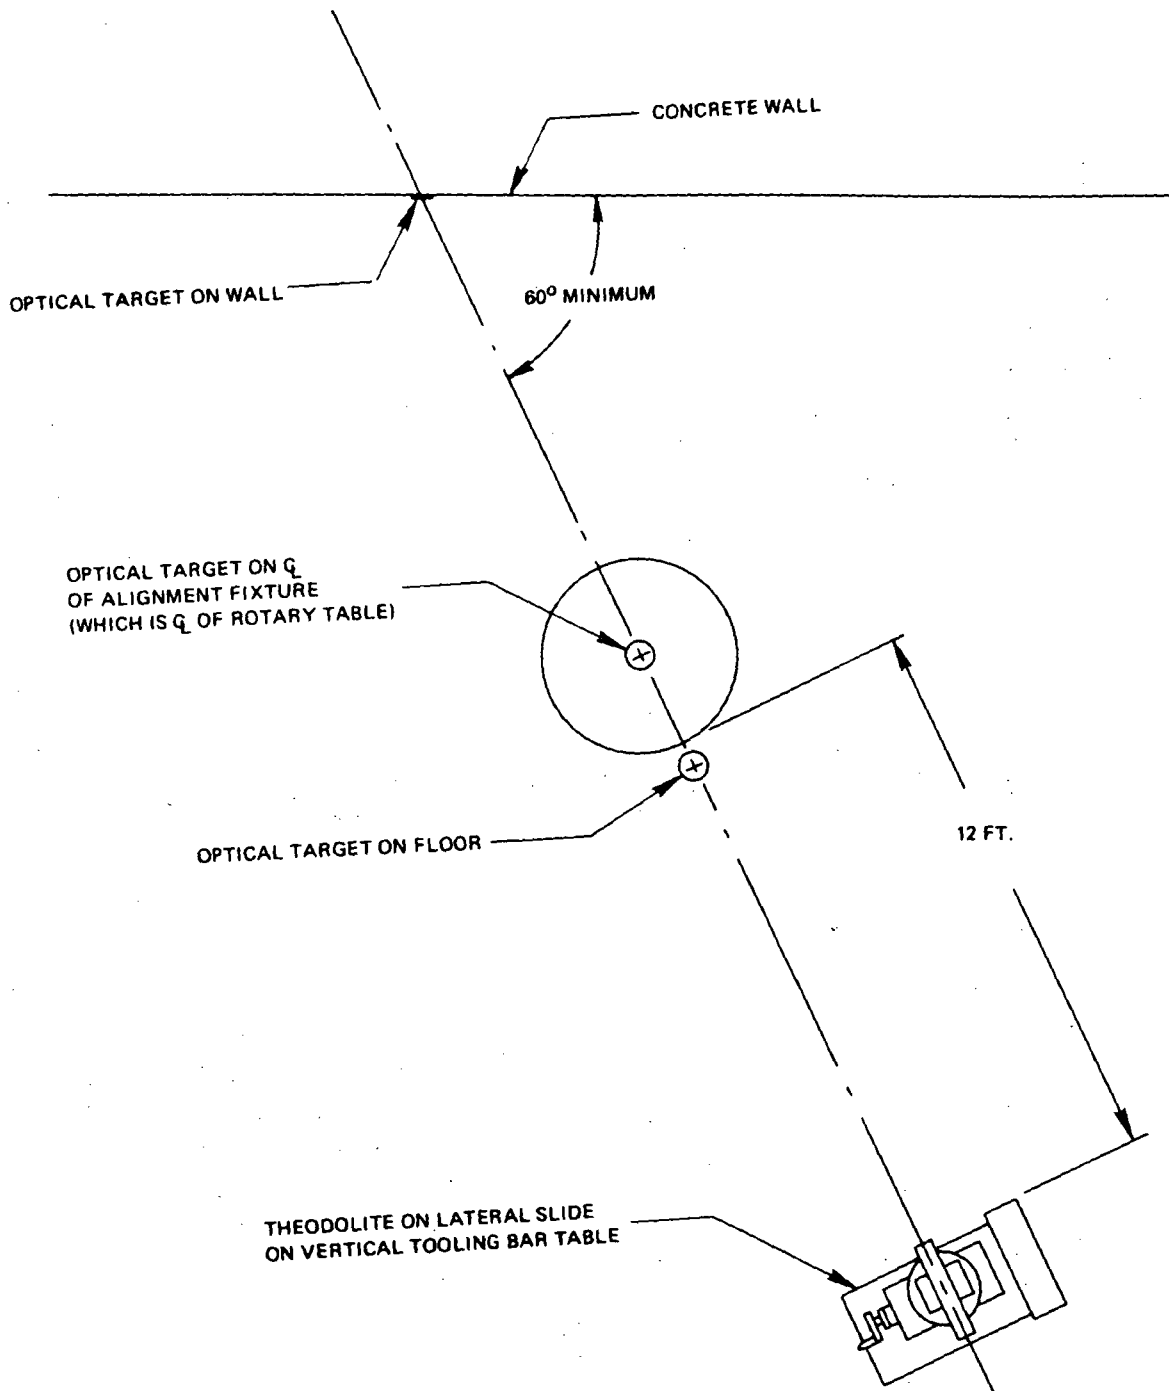 CONCRETE WALL
OPTICAL TARGET ON WALL
60° MINIMUM
OPTICAL TARGET ON ℄
OF ALIGNMENT FIXTURE
(WHICH IS ℄ OF ROTARY TABLE)
OPTICAL TARGET ON FLOOR
12 FT.
THEODOLITE ON LATERAL SLIDE
ON VERTICAL TOOLING BAR TABLE